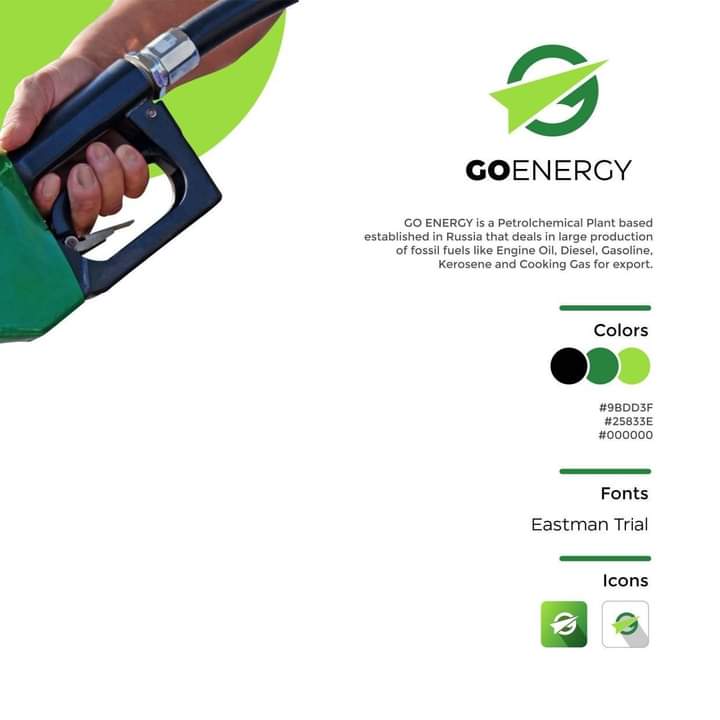 GOENERGY
GO ENERGY is a Petrolchemical Plant based
established in Russia that deals in large production
of fossil fuels like Engine Oil, Diesel, Gasoline,
Kerosene and Cooking Gas for export.
Colors
#9BDD3F
#25833E
#000000
Fonts
Eastman Trial
Icons